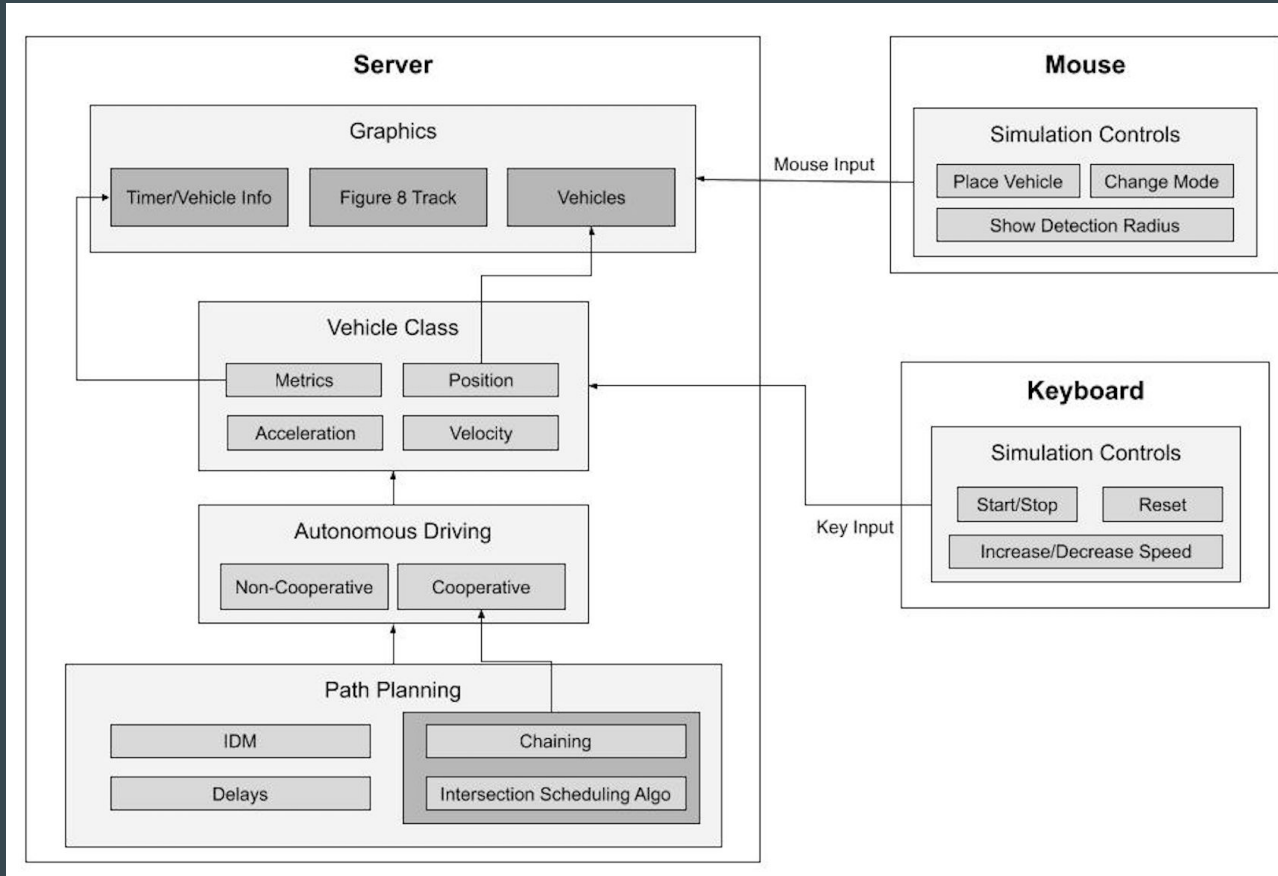 Server
Graphics
Timer/Vehicle Info
Figure 8 Track
Vehicles
Vehicle Class
Metrics
Position
Acceleration
Velocity
Autonomous Driving
Non-Cooperative
Cooperative
Path Planning
IDM
Chaining
Delays
Intersection Scheduling Algo
Mouse Input
Mouse
Simulation Controls
Place Vehicle
Change Mode
Show Detection Radius
Key Input
Keyboard
Simulation Controls
Start/Stop
Reset
Increase/Decrease Speed